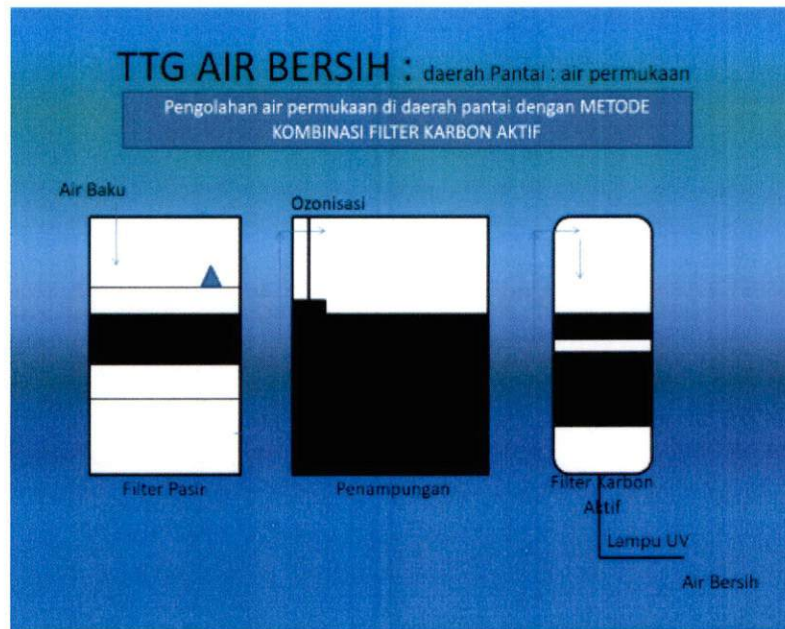 TTG AIR BERSIH : daerah Pantai : air permukaan
Pengolahan air permukaan di daerah pantai dengan METODE
KOMBINASI FILTER KARBON AKTIF
Air Baku
Ozonisasi
Filter Pasir
Penampungan
Filter Karbon
Aktif
Lampu UV
Air Bersih